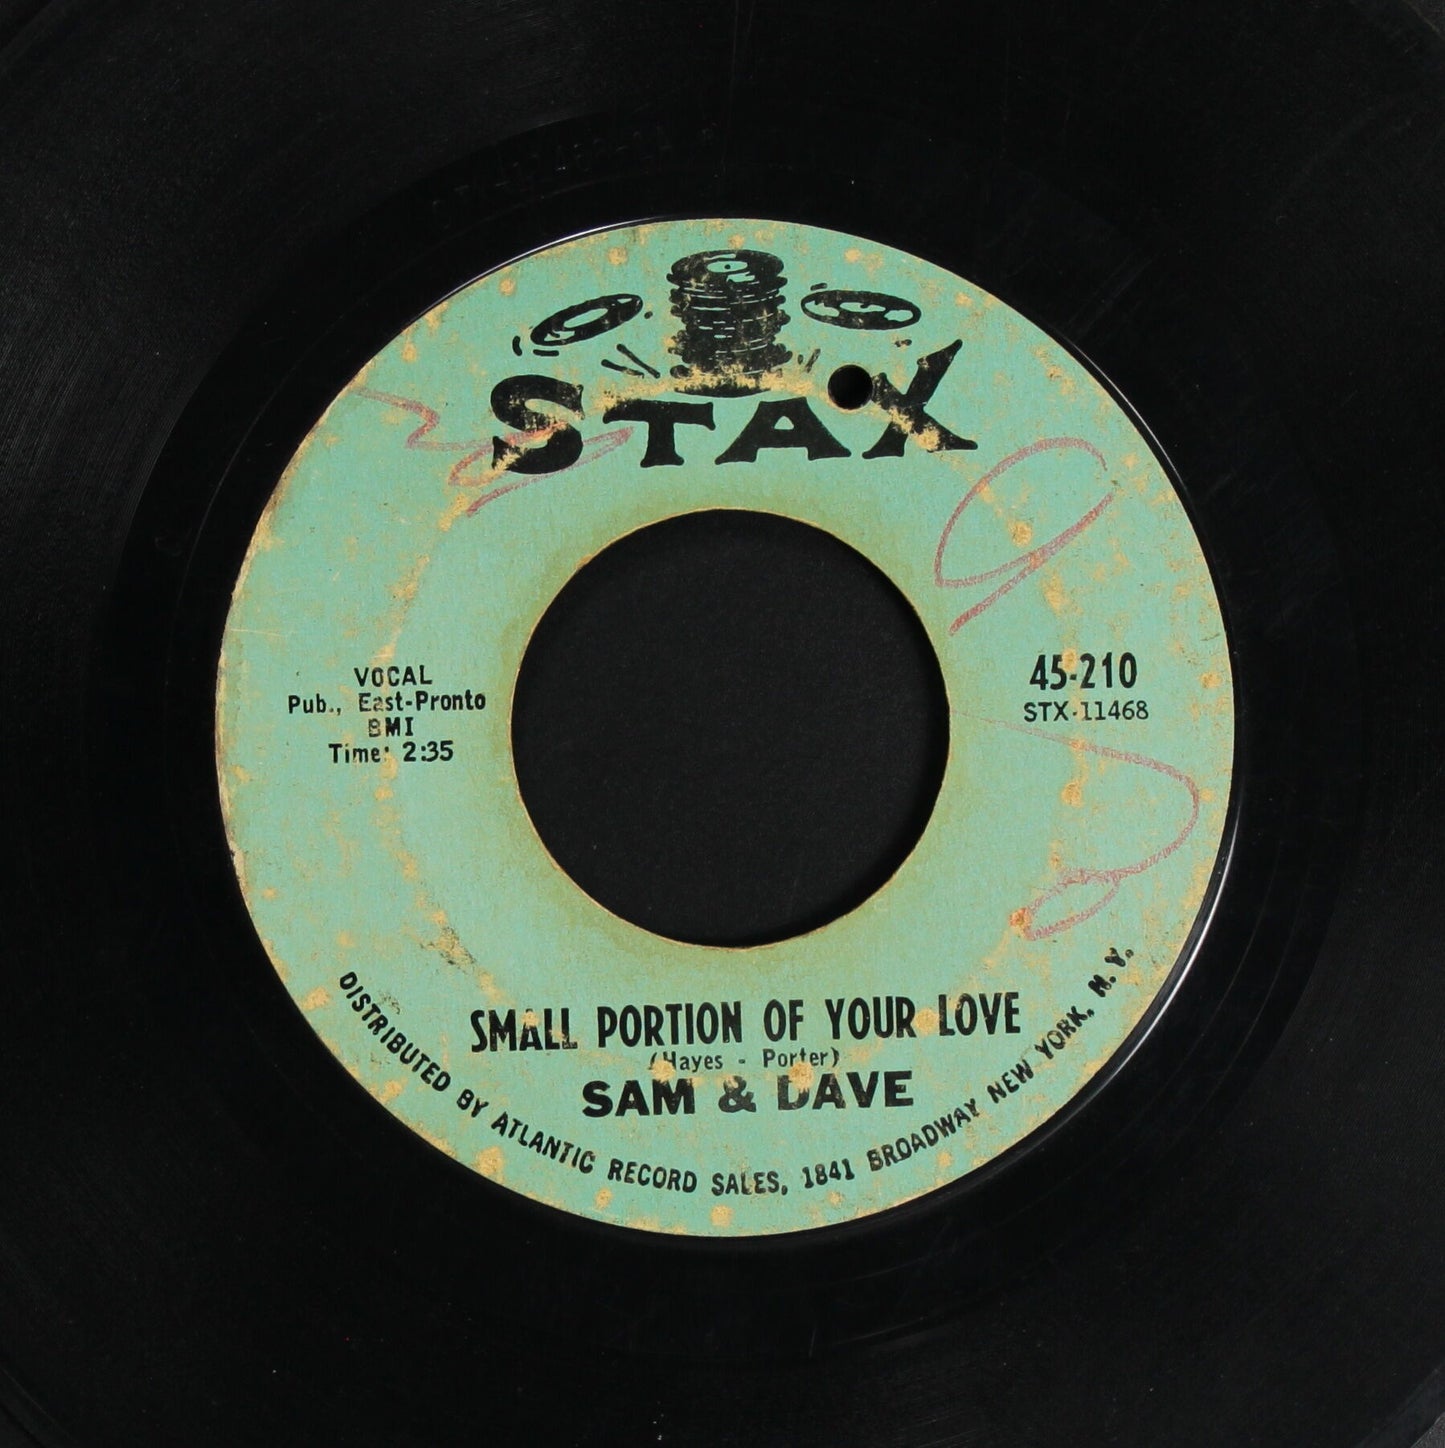 STAX
VOCAL
Pub., East-Pronto
BMI
Time: 2:35
45-210
STX-11468
SMALL PORTION OF YOUR LOVE
(Hayes - Porter)
SAM & DAVE
DISTRIBUTED BY ATLANTIC RECORD SALES, 1841 BROADWAY NEW YORK, N.Y.